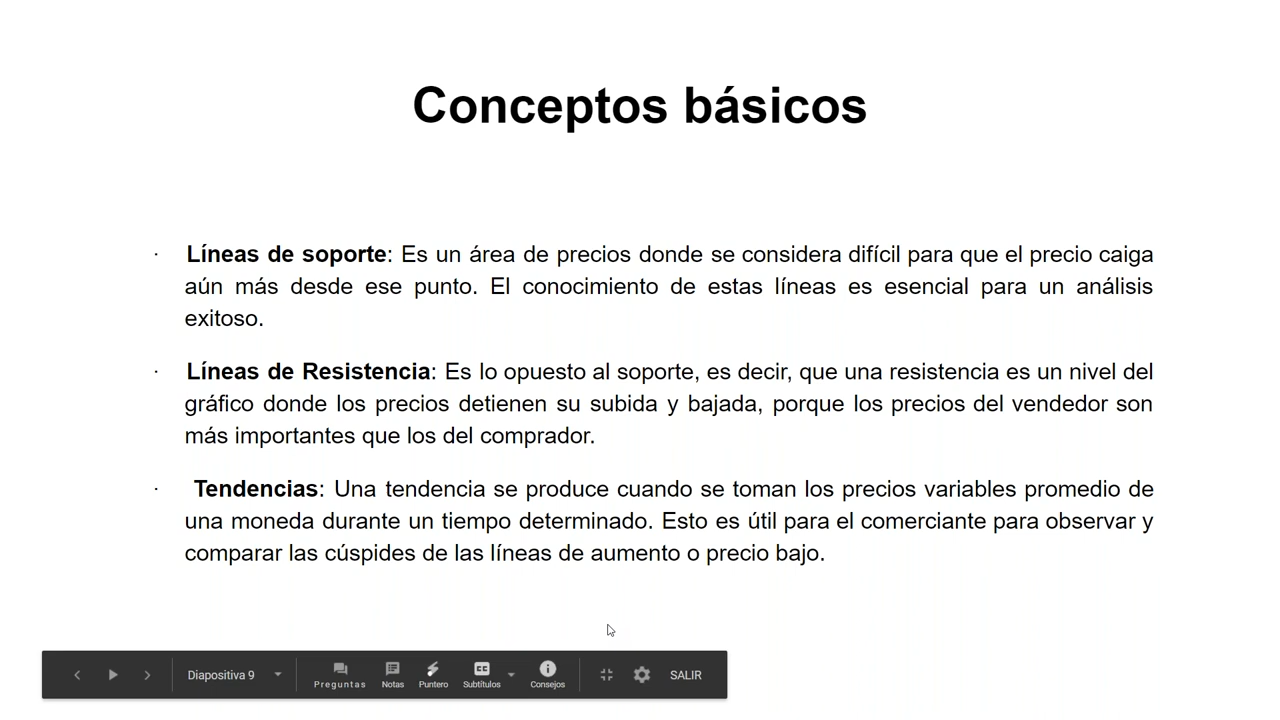 Conceptos básicos
· Líneas de soporte: Es un área de precios donde se considera difícil para que el precio caiga
aún más desde ese punto. El conocimiento de estas líneas es esencial para un análisis
exitoso.
· Líneas de Resistencia: Es lo opuesto al soporte, es decir, que una resistencia es un nivel del
gráfico donde los precios detienen su subida y bajada, porque los precios del vendedor son
más importantes que los del comprador.
· Tendencias: Una tendencia se produce cuando se toman los precios variables promedio de
una moneda durante un tiempo determinado. Esto es útil para el comerciante para observar y
comparar las cúspides de las líneas de aumento o precio bajo.
Diapositiva 9 Preguntas Notas Puntero CC Subtítulos Consejos SALIR